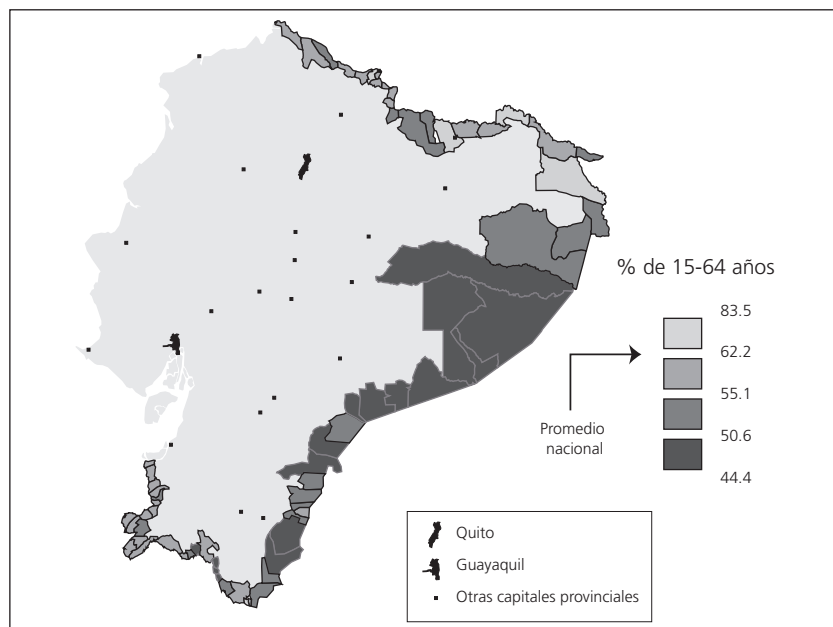 % de 15-64 años
83.5
62.2
55.1
50.6
44.4
Promedio
nacional
Quito
Guayaquil
Otras capitales provinciales